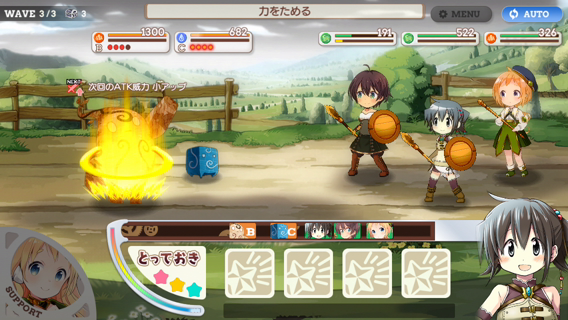 WAVE 3/3 3
力をためる
MENU
AUTO
1300
B
682
C
191
522
326
NEXT
次回のATK威力 小アップ
B
C
とっておき
SUPPORT